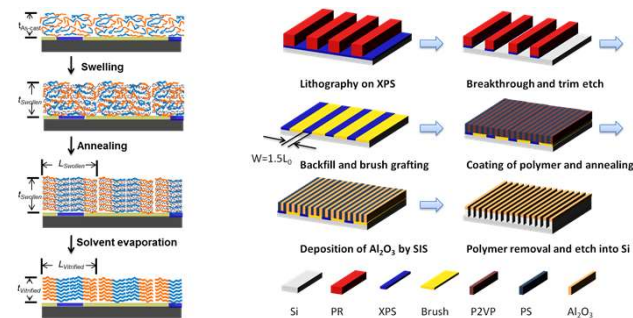 t_As-cast
Swelling
t_Swollen
Annealing
L_Swollen
t_Swollen
Solvent evaporation
L_Vitrified
t_Vitrified
Lithography on XPS
Breakthrough and trim etch
W=1.5L₀
Backfill and brush grafting
Coating of polymer and annealing
Deposition of Al₂O₃ by SIS
Polymer removal and etch into Si
Si PR XPS Brush P2VP PS Al₂O₃